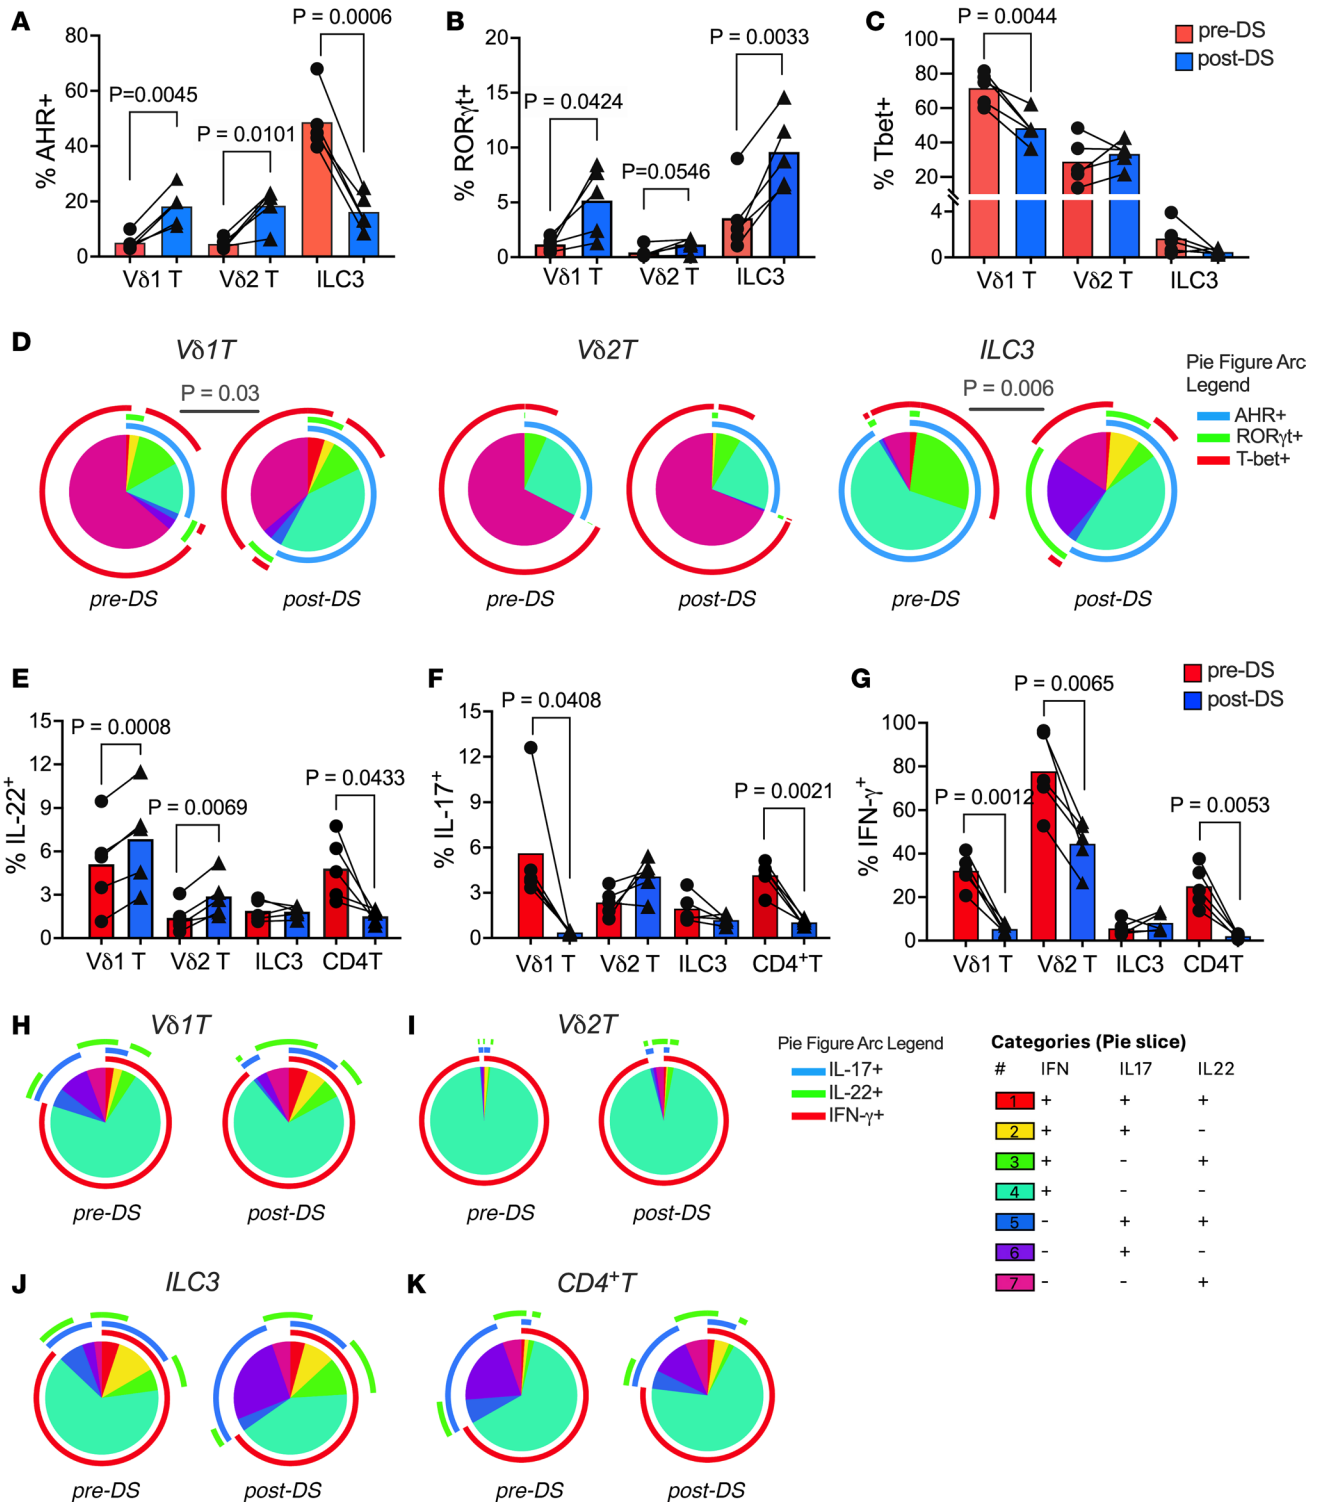 A
P = 0.0006
80
60
40
20
0
% AHR+
P=0.0045
P = 0.0101
Vδ1 T
Vδ2 T
ILC3
B
20
15
10
5
0
% RORγt+
P = 0.0424
P=0.0546
P = 0.0033
Vδ1 T
Vδ2 T
ILC3
C
P = 0.0044
100
80
60
40
20
4
0
% Tbet+
Vδ1 T
Vδ2 T
ILC3
pre-DS
post-DS
D
Vδ1T
P = 0.03
pre-DS
post-DS
Vδ2T
pre-DS
post-DS
ILC3
P = 0.006
pre-DS
post-DS
Pie Figure Arc
Legend
AHR+
RORγt+
T-bet+
E
15
12
9
6
3
0
% IL-22+
P = 0.0008
P = 0.0069
P = 0.0433
Vδ1 T
Vδ2 T
ILC3
CD4T
F
15
12
9
6
3
0
% IL-17+
P = 0.0408
P = 0.0021
Vδ1 T
Vδ2 T
ILC3
CD4+T
G
100
80
60
40
20
0
% IFN-γ+
P = 0.0012
P = 0.0065
P = 0.0053
Vδ1 T
Vδ2 T
ILC3
CD4T
pre-DS
post-DS
H
Vδ1T
pre-DS
post-DS
I
Vδ2T
pre-DS
post-DS
Pie Figure Arc Legend
IL-17+
IL-22+
IFN-γ+
Categories (Pie slice)
# IFN IL17 IL22
1 + + +
2 + + -
3 + - +
4 + - -
5 - + +
6 - + -
7 - - +
J
ILC3
pre-DS
post-DS
K
CD4+T
pre-DS
post-DS